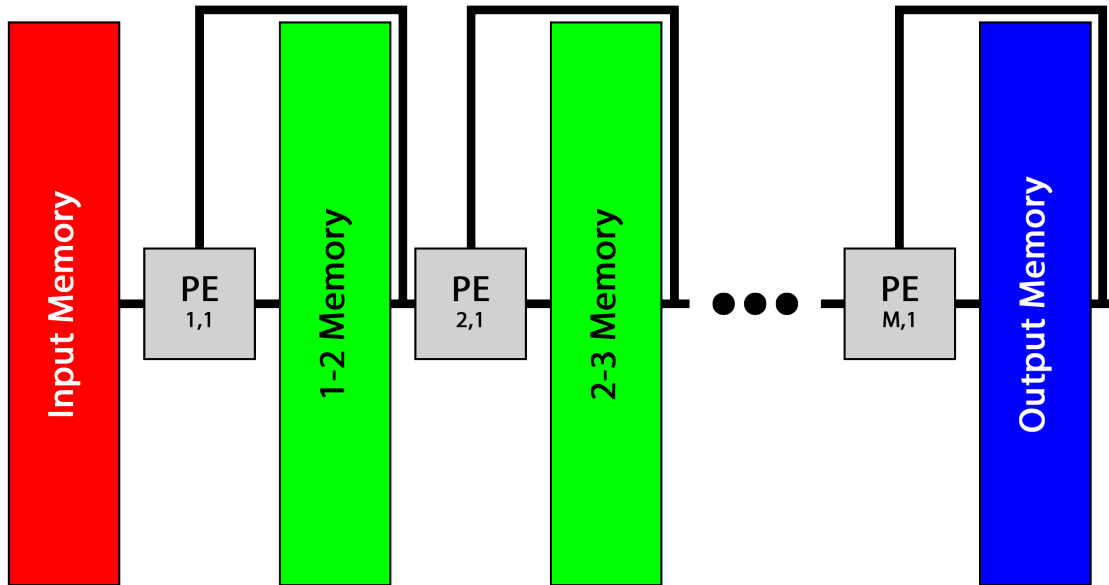 Input Memory
PE
1,1
1-2 Memory
PE
2,1
2-3 Memory
PE
M,1
Output Memory